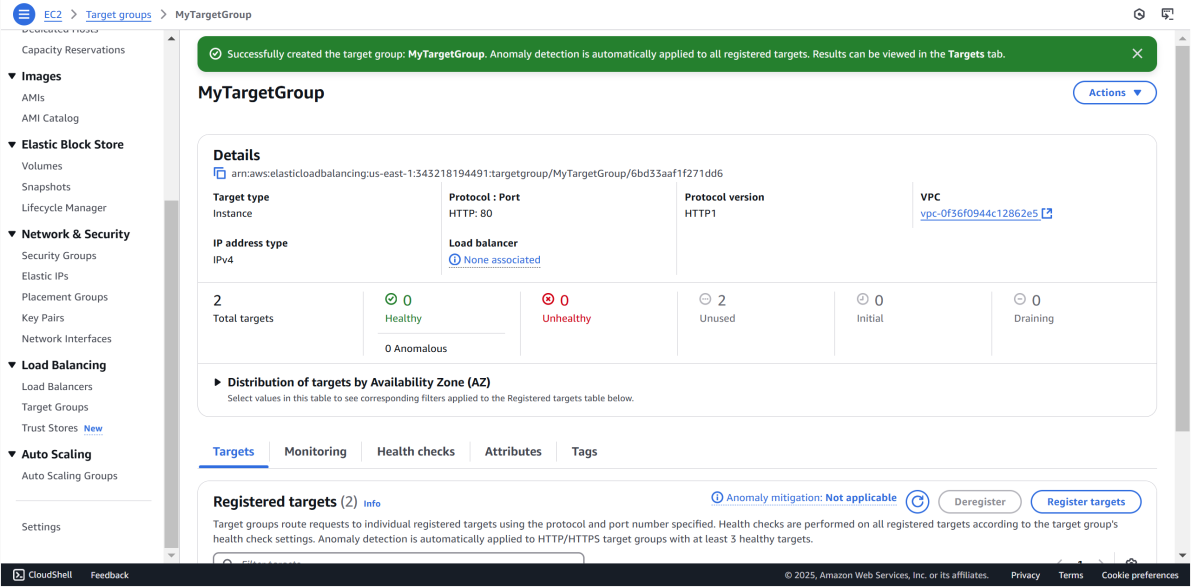 EC2 > Target groups > MyTargetGroup
Dedicated Hosts
Capacity Reservations
Images
AMIs
AMI Catalog
Elastic Block Store
Volumes
Snapshots
Lifecycle Manager
Network & Security
Security Groups
Elastic IPs
Placement Groups
Key Pairs
Network Interfaces
Load Balancing
Load Balancers
Target Groups
Trust Stores New
Auto Scaling
Auto Scaling Groups
Settings
Successfully created the target group: MyTargetGroup. Anomaly detection is automatically applied to all registered targets. Results can be viewed in the Targets tab.
MyTargetGroup
Actions
Details
arn:aws:elasticloadbalancing:us-east-1:343218194491:targetgroup/MyTargetGroup/6bd33aaf1f271dd6
Target type
Instance
Protocol : Port
HTTP: 80
Protocol version
HTTP1
VPC
vpc-0f36f0944c12862e5
IP address type
IPv4
Load balancer
None associated
2
Total targets
0
Healthy
0 Anomalous
0
Unhealthy
2
Unused
0
Initial
0
Draining
Distribution of targets by Availability Zone (AZ)
Select values in this table to see corresponding filters applied to the Registered targets table below.
Targets
Monitoring
Health checks
Attributes
Tags
Registered targets (2) Info
Anomaly mitigation: Not applicable
Deregister
Register targets
Target groups route requests to individual registered targets using the protocol and port number specified. Health checks are performed on all registered targets according to the target group's
health check settings. Anomaly detection is automatically applied to HTTP/HTTPS target groups with at least 3 healthy targets.
Filter targets
1
CloudShell
Feedback
© 2025, Amazon Web Services, Inc. or its affiliates.
Privacy
Terms
Cookie preferences